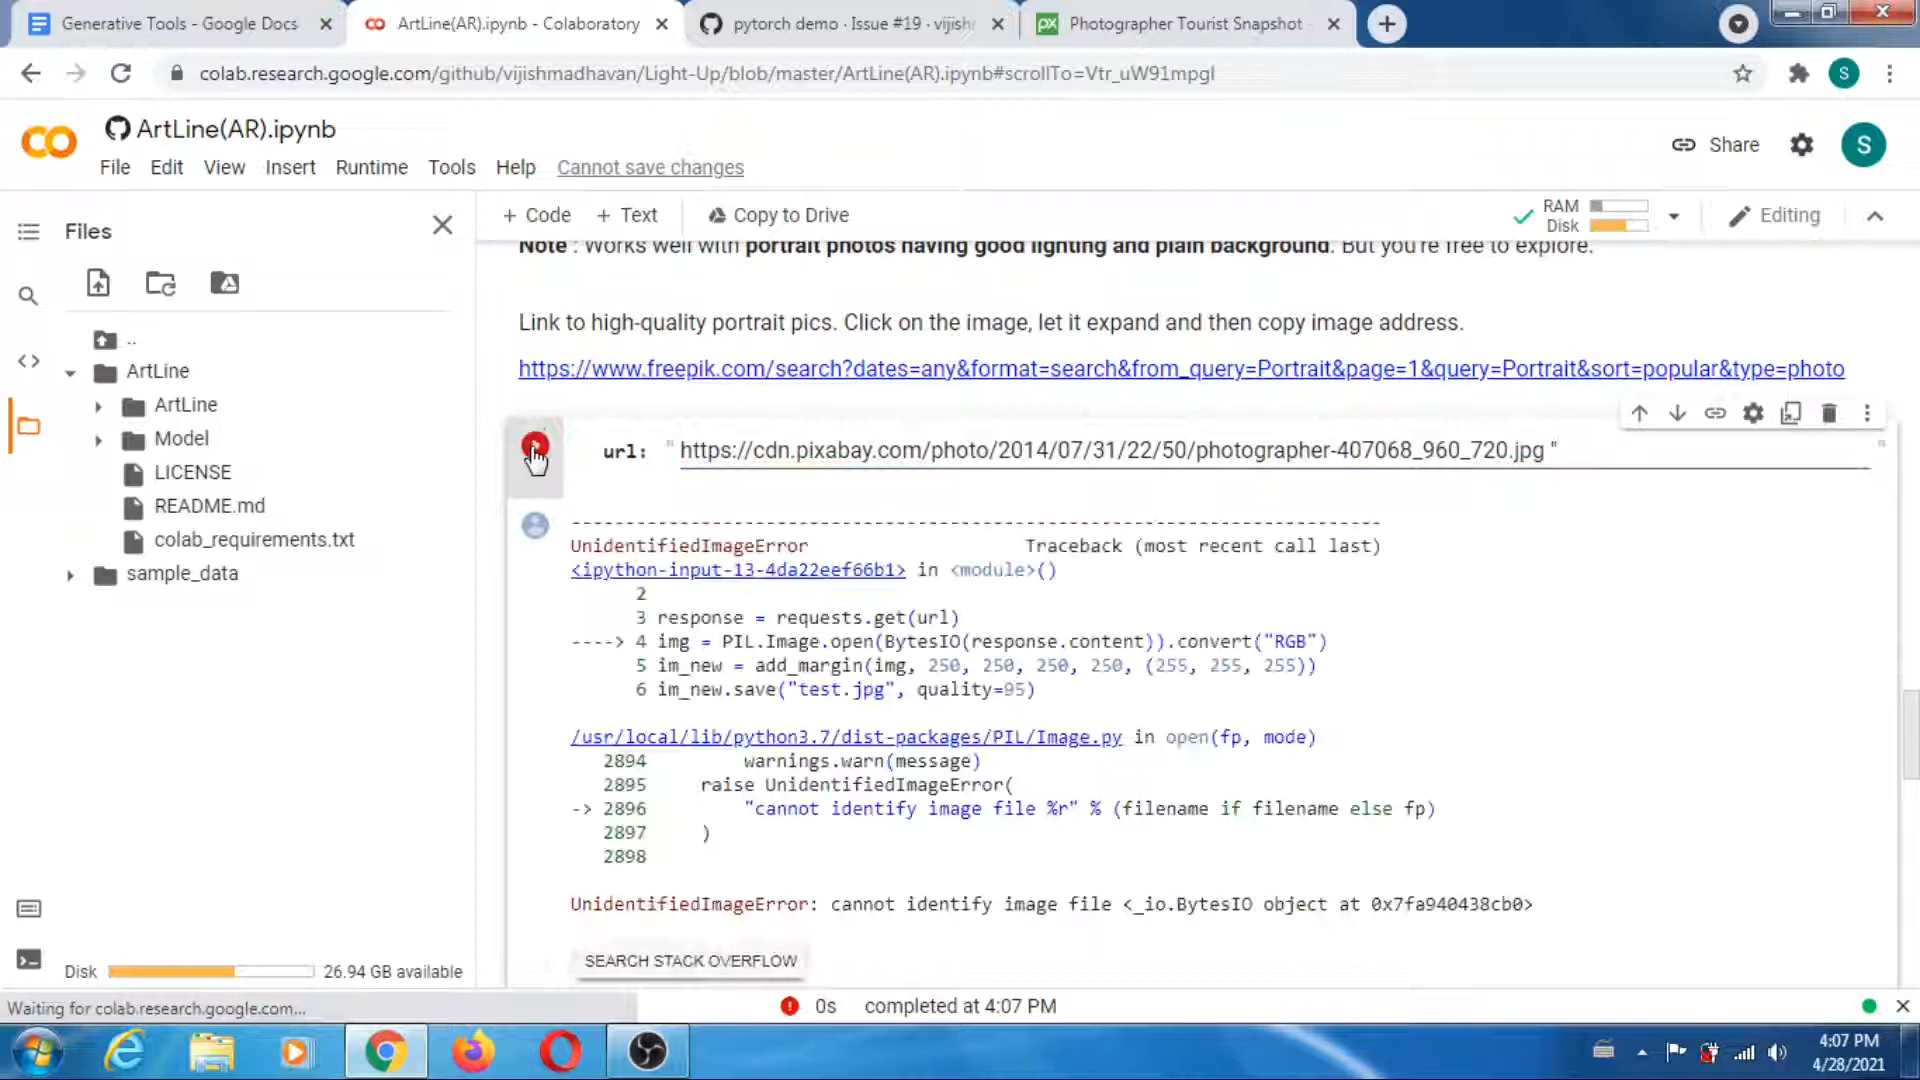 Generative Tools - Google Docs
ArtLine(AR).ipynb - Colaboratory
pytorch demo · Issue #19 · vijish
Photographer Tourist Snapshot
colab.research.google.com/github/vijishmadhavan/Light-Up/blob/master/ArtLine(AR).ipynb#scrollTo=Vtr_uW91mpgI
S
ArtLine(AR).ipynb
File Edit View Insert Runtime Tools Help Cannot save changes
Share
S
Files
+ Code + Text Copy to Drive
RAM
Disk
Editing
Note : Works well with portrait photos having good lighting and plain background. But you're free to explore.
Link to high-quality portrait pics. Click on the image, let it expand and then copy image address.
https://www.freepik.com/search?dates=any&format=search&from_query=Portrait&page=1&query=Portrait&sort=popular&type=photo
..
ArtLine
ArtLine
Model
LICENSE
README.md
colab_requirements.txt
sample_data
url: " https://cdn.pixabay.com/photo/2014/07/31/22/50/photographer-407068_960_720.jpg "
"
---------------------------------------------------------------------------
UnidentifiedImageError Traceback (most recent call last)
<ipython-input-13-4da22eef66b1> in <module>()
2
3 response = requests.get(url)
----> 4 img = PIL.Image.open(BytesIO(response.content)).convert("RGB")
5 im_new = add_margin(img, 250, 250, 250, 250, (255, 255, 255))
6 im_new.save("test.jpg", quality=95)
/usr/local/lib/python3.7/dist-packages/PIL/Image.py in open(fp, mode)
2894 warnings.warn(message)
2895 raise UnidentifiedImageError(
-> 2896 "cannot identify image file %r" % (filename if filename else fp)
2897 )
2898
UnidentifiedImageError: cannot identify image file <_io.BytesIO object at 0x7fa940438cb0>
SEARCH STACK OVERFLOW
Disk 26.94 GB available
Waiting for colab.research.google.com...
0s completed at 4:07 PM
4:07 PM
4/28/2021